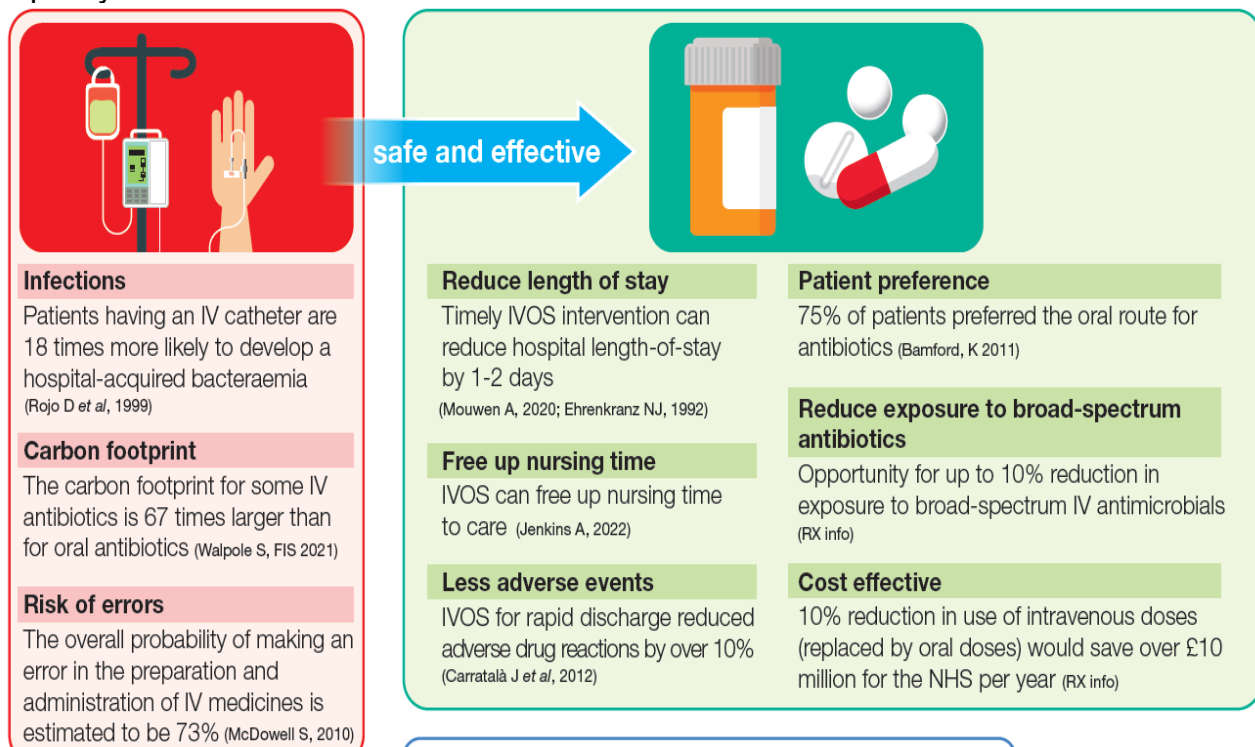 safe and effective
Infections
Patients having an IV catheter are
18 times more likely to develop a
hospital-acquired bacteraemia
(Rojo D et al, 1999)
Carbon footprint
The carbon footprint for some IV
antibiotics is 67 times larger than
for oral antibiotics (Walpole S, FIS 2021)
Risk of errors
The overall probability of making an
error in the preparation and
administration of IV medicines is
estimated to be 73% (McDowell S, 2010)
Reduce length of stay
Timely IVOS intervention can
reduce hospital length-of-stay
by 1-2 days
(Mouwen A, 2020; Ehrenkranz NJ, 1992)
Free up nursing time
IVOS can free up nursing time
to care (Jenkins A, 2022)
Less adverse events
IVOS for rapid discharge reduced
adverse drug reactions by over 10%
(Carratalà J et al, 2012)
Patient preference
75% of patients preferred the oral route for
antibiotics (Bamford, K 2011)
Reduce exposure to broad-spectrum
antibiotics
Opportunity for up to 10% reduction in
exposure to broad-spectrum IV antimicrobials
(RX info)
Cost effective
10% reduction in use of intravenous doses
(replaced by oral doses) would save over £10
million for the NHS per year (RX info)